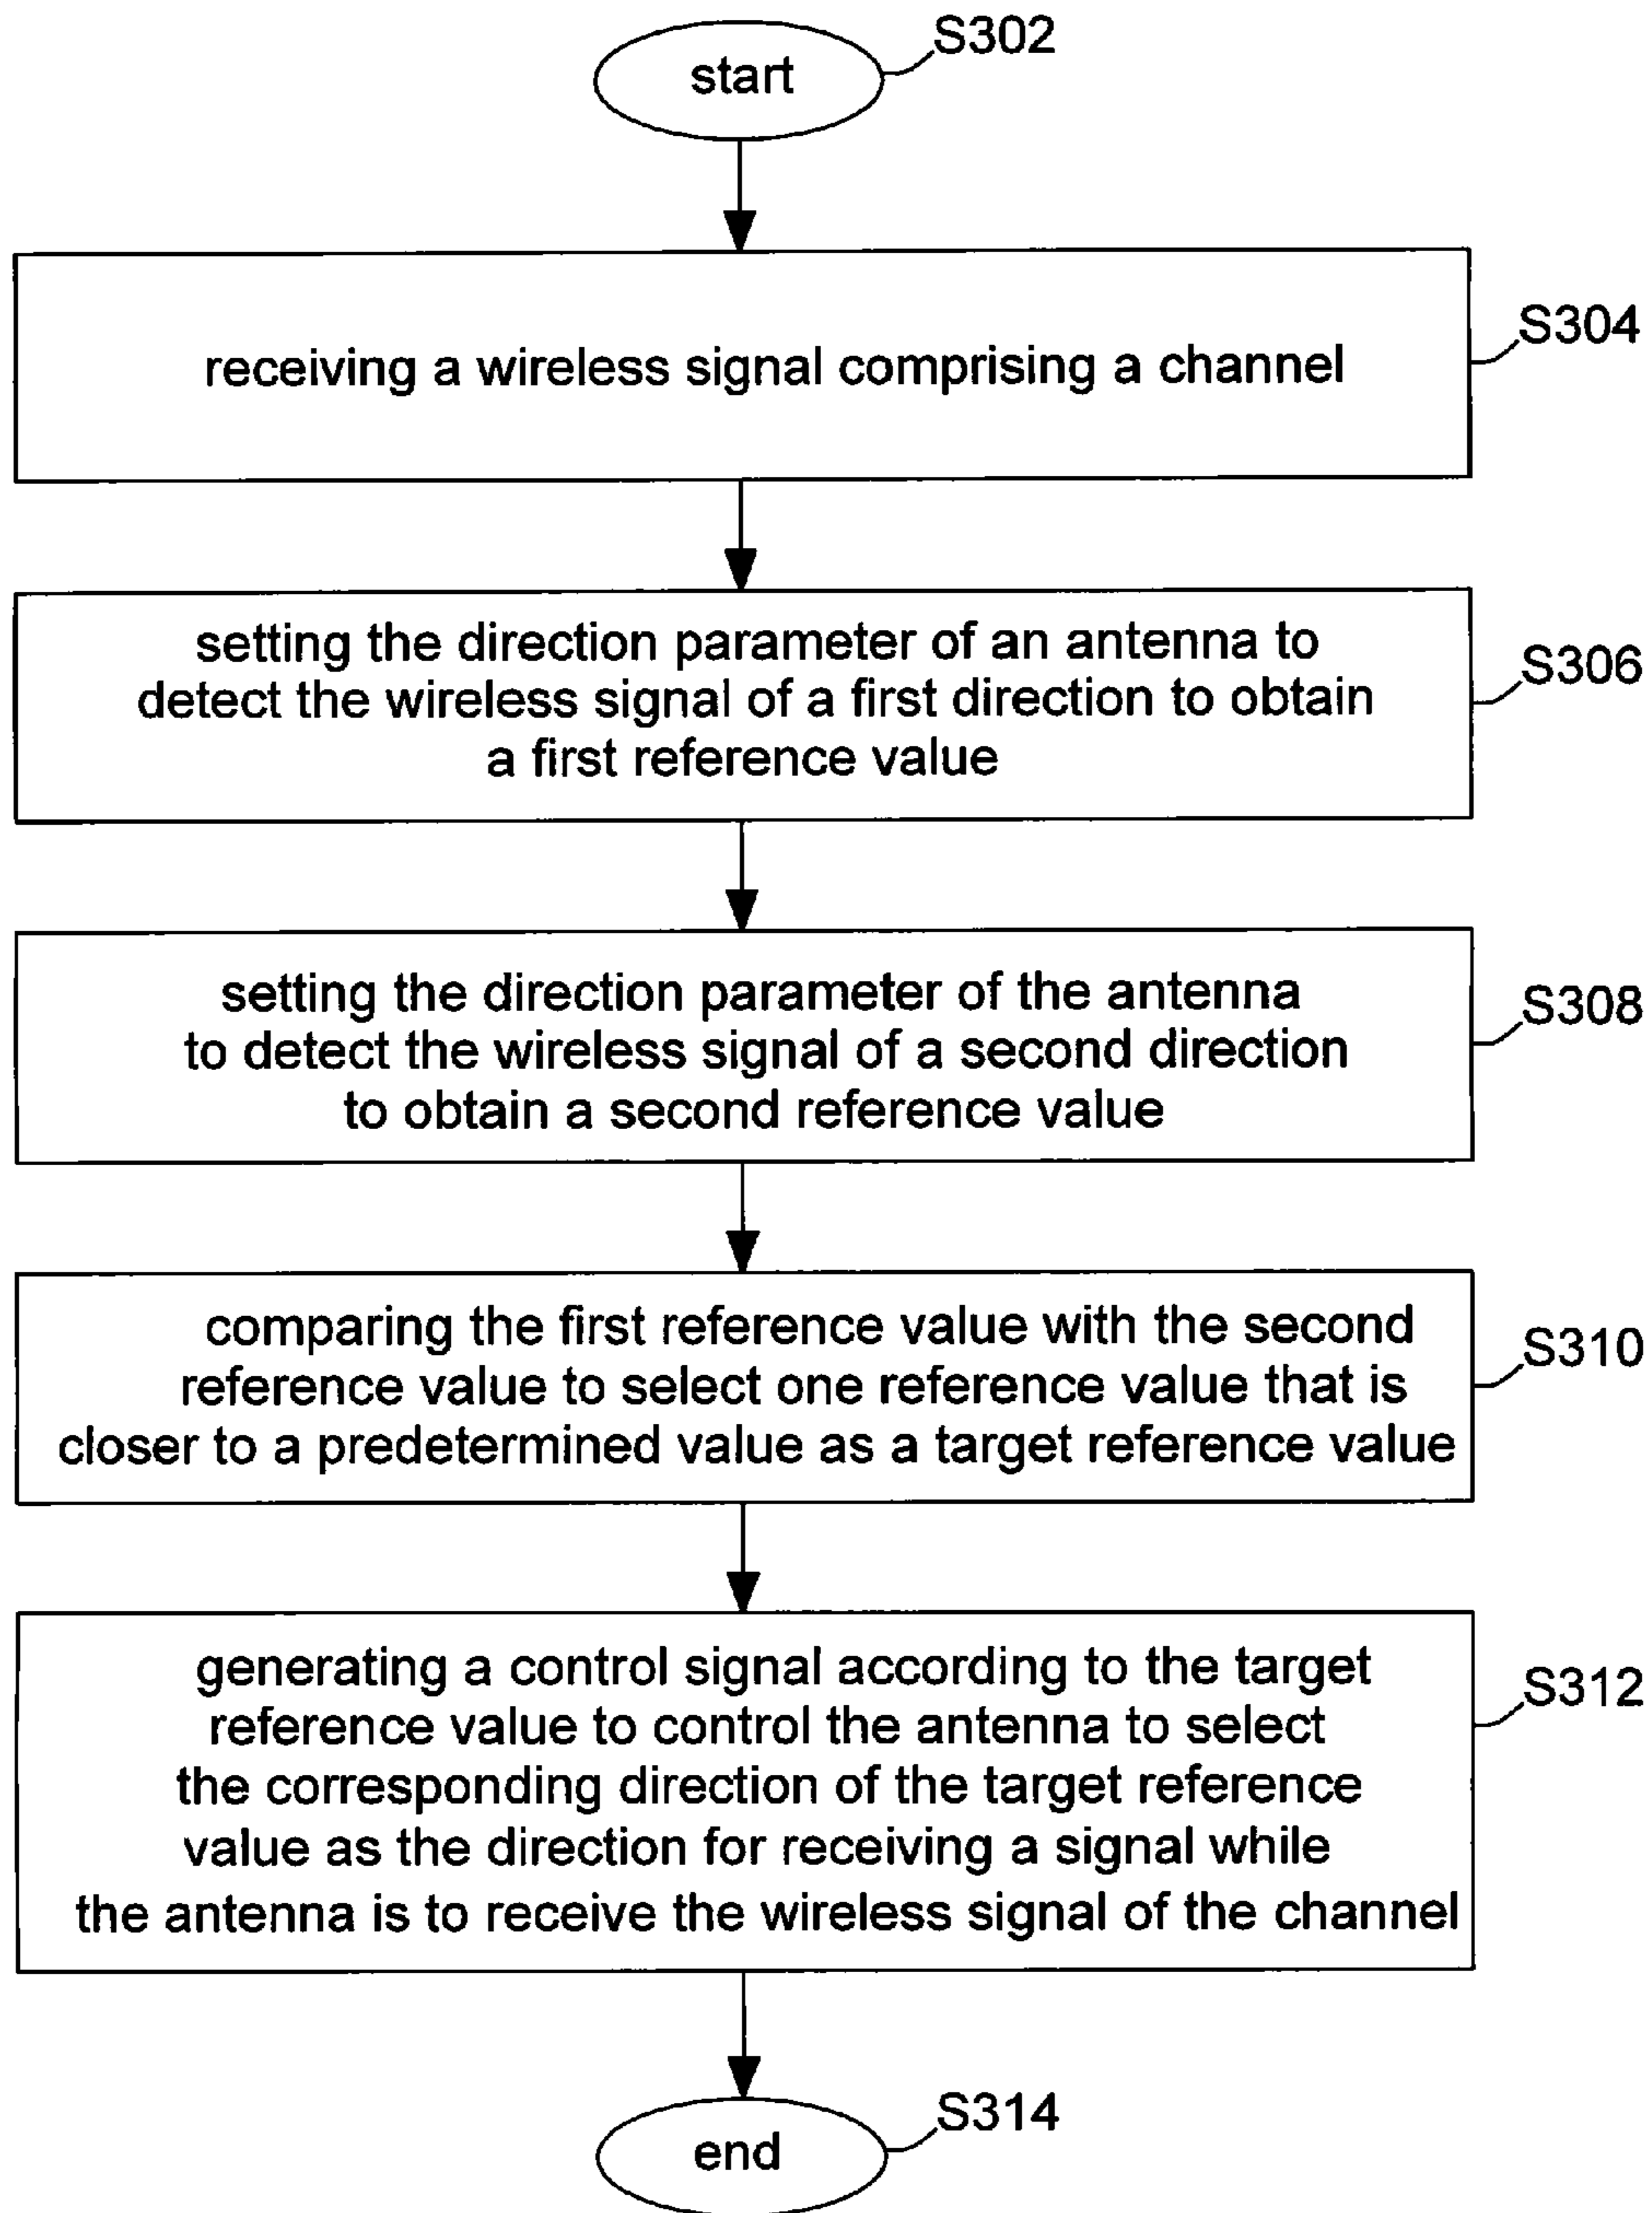 start
S302
receiving a wireless signal comprising a channel
S304
setting the direction parameter of an antenna to
detect the wireless signal of a first direction to obtain
a first reference value
S306
setting the direction parameter of the antenna
to detect the wireless signal of a second direction
to obtain a second reference value
S308
comparing the first reference value with the second
reference value to select one reference value that is
closer to a predetermined value as a target reference value
S310
generating a control signal according to the target
reference value to control the antenna to select
the corresponding direction of the target reference
value as the direction for receiving a signal while
the antenna is to receive the wireless signal of the channel
S312
end
S314